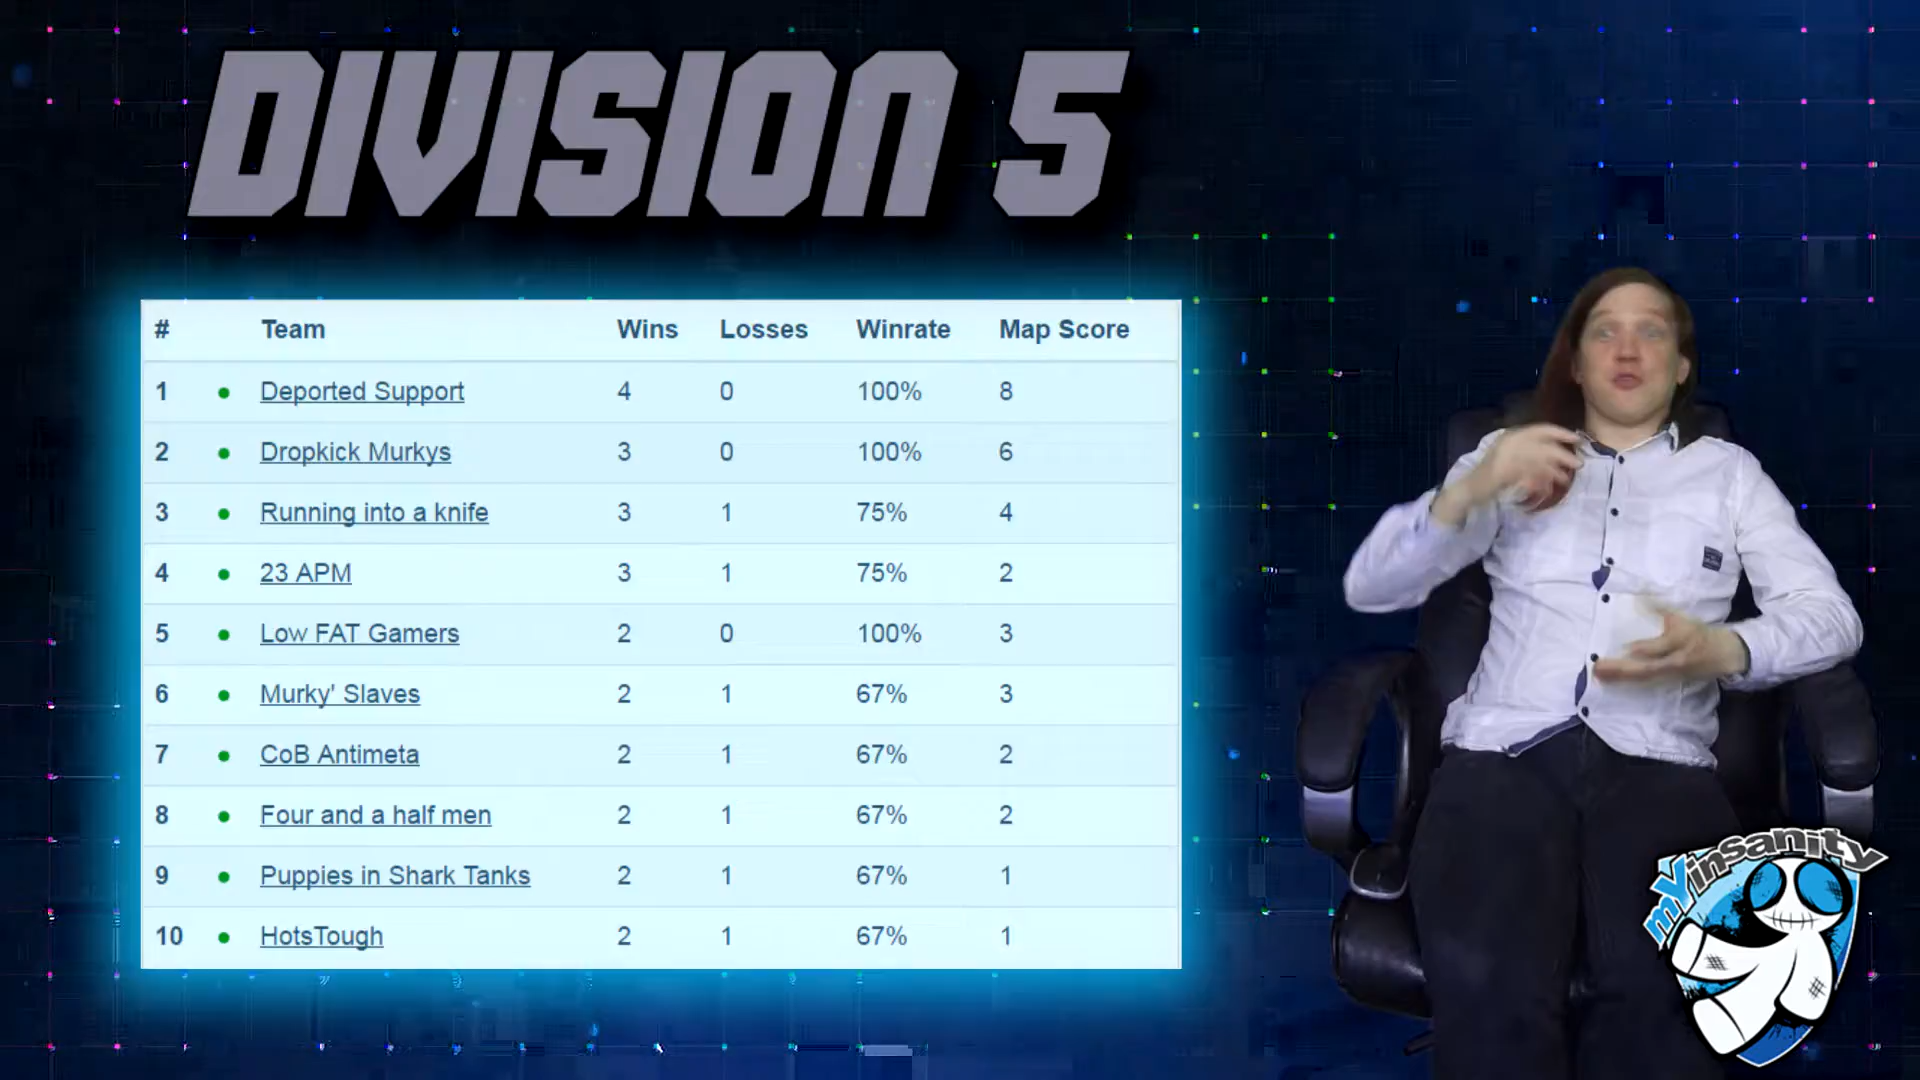 DIVISION 5
# Team Wins Losses Winrate Map Score
1 Deported Support 4 0 100% 8
2 Dropkick Murkys 3 0 100% 6
3 Running into a knife 3 1 75% 4
4 23 APM 3 1 75% 2
5 Low FAT Gamers 2 0 100% 3
6 Murky' Slaves 2 1 67% 3
7 CoB Antimeta 2 1 67% 2
8 Four and a half men 2 1 67% 2
9 Puppies in Shark Tanks 2 1 67% 1
10 HotsTough 2 1 67% 1
mYinsanity